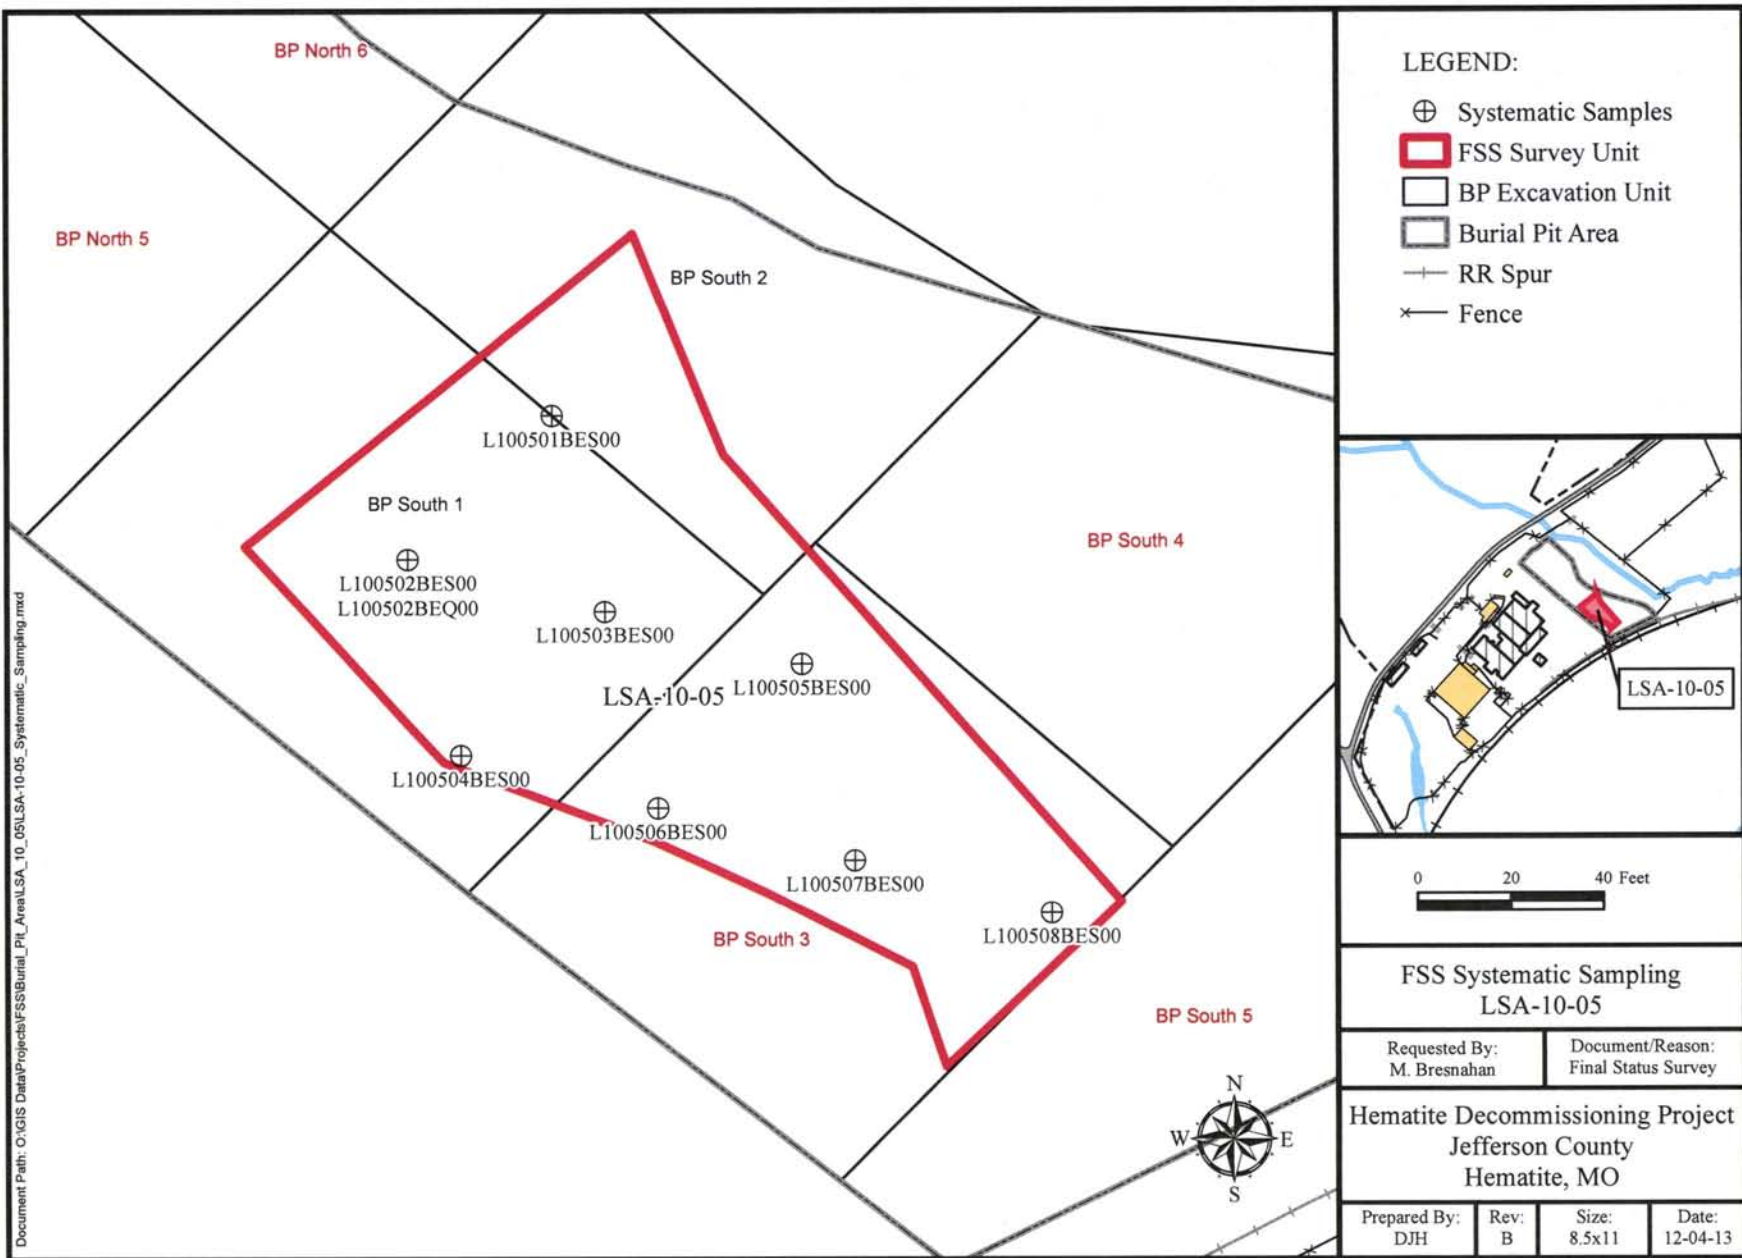 BP North 6
BP North 5
BP South 2
L100501BES00
BP South 1
L100502BES00
L100502BEQ00
L100503BES00
BP South 4
LSA-10-05
L100505BES00
L100504BES00
L100506BES00
L100507BES00
L100508BES00
BP South 3
BP South 5
N
W
E
S
Document Path: O:\GIS Data\Projects\FSS\Burial_Pit_Area\LSA_10_05\LSA-10-05_Systematic_Sampling.mxd
LEGEND:
Systematic Samples
FSS Survey Unit
BP Excavation Unit
Burial Pit Area
RR Spur
Fence
LSA-10-05
0 20 40 Feet
FSS Systematic Sampling
LSA-10-05
Requested By:
M. Bresnahan
Document/Reason:
Final Status Survey
Hematite Decommissioning Project
Jefferson County
Hematite, MO
Prepared By:
DJH
Rev:
B
Size:
8.5x11
Date:
12-04-13